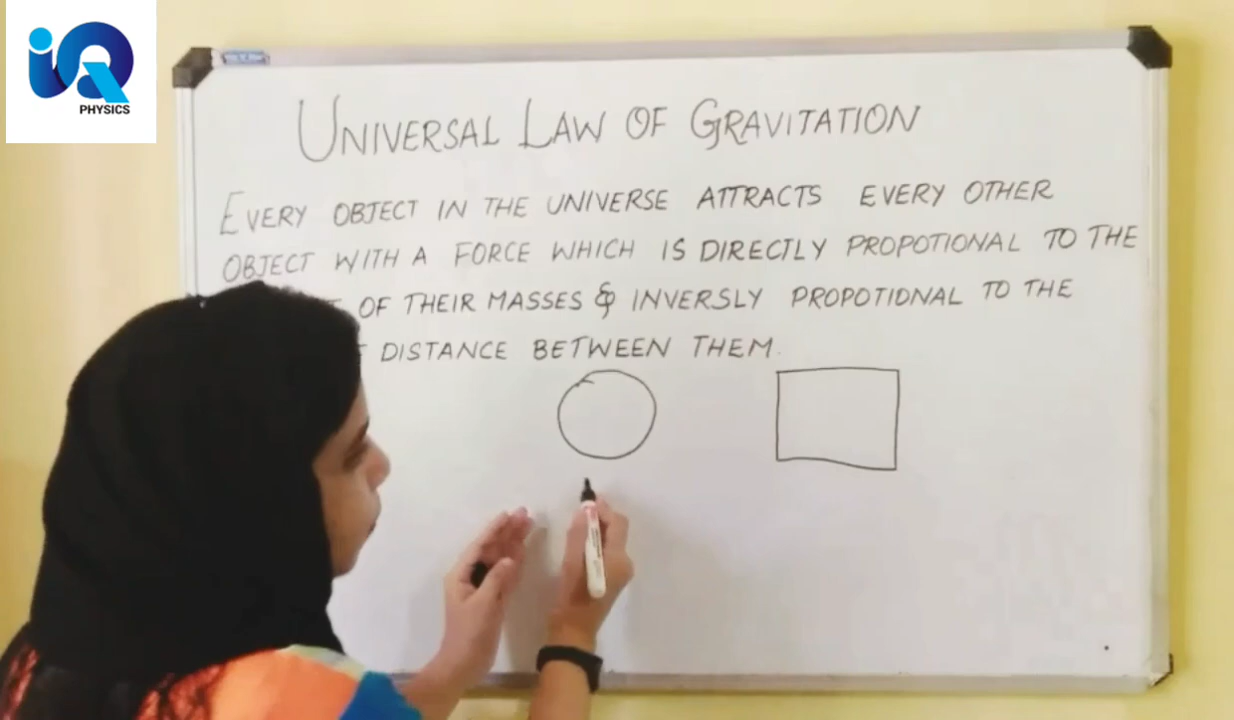 iQ
PHYSICS
UNIVERSAL LAW OF GRAVITATION
EVERY OBJECT IN THE UNIVERSE ATTRACTS EVERY OTHER
OBJECT WITH A FORCE WHICH IS DIRECTLY PROPOTIONAL TO THE
OF THEIR MASSES & INVERSLY PROPOTIONAL TO THE
DISTANCE BETWEEN THEM.